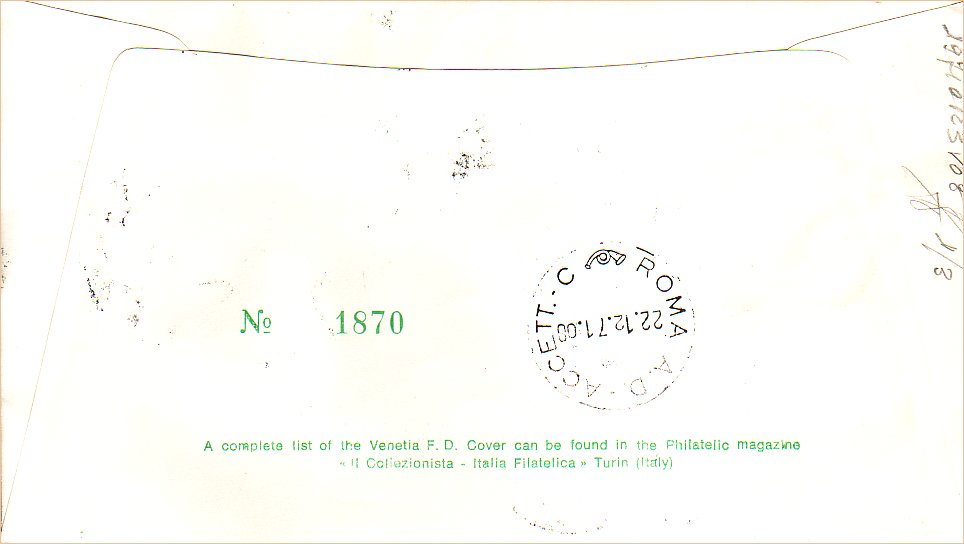 No 1870
ROMA A.D. - ACCETT. - C
22.12.71.
A complete list of the Venetia F. D. Cover can be found in the Philatelic magazine
« Il Collezionista - Italia Filatelica » Turin (Italy)